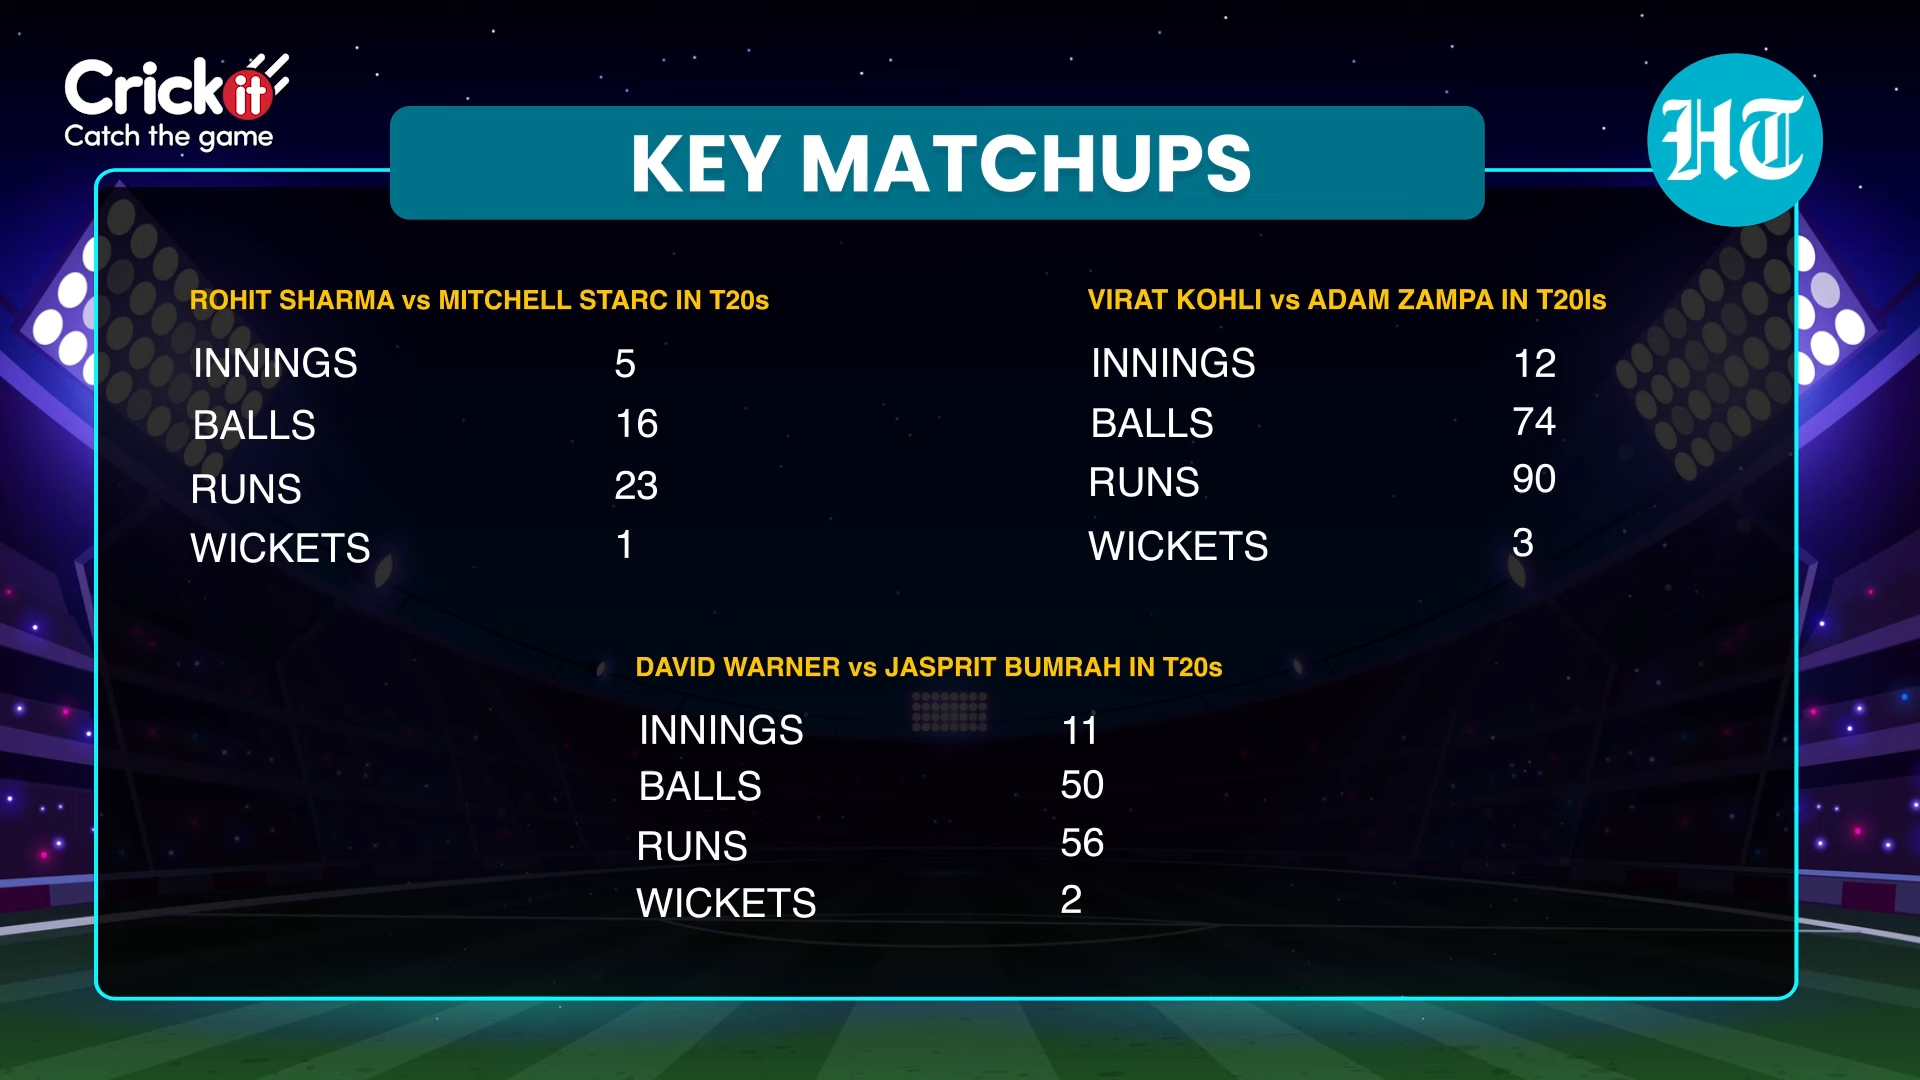 Crickit
Catch the game
HT
KEY MATCHUPS
ROHIT SHARMA vs MITCHELL STARC IN T20s
INNINGS 5
BALLS 16
RUNS 23
WICKETS 1
VIRAT KOHLI vs ADAM ZAMPA IN T20Is
INNINGS 12
BALLS 74
RUNS 90
WICKETS 3
DAVID WARNER vs JASPRIT BUMRAH IN T20s
INNINGS 11
BALLS 50
RUNS 56
WICKETS 2